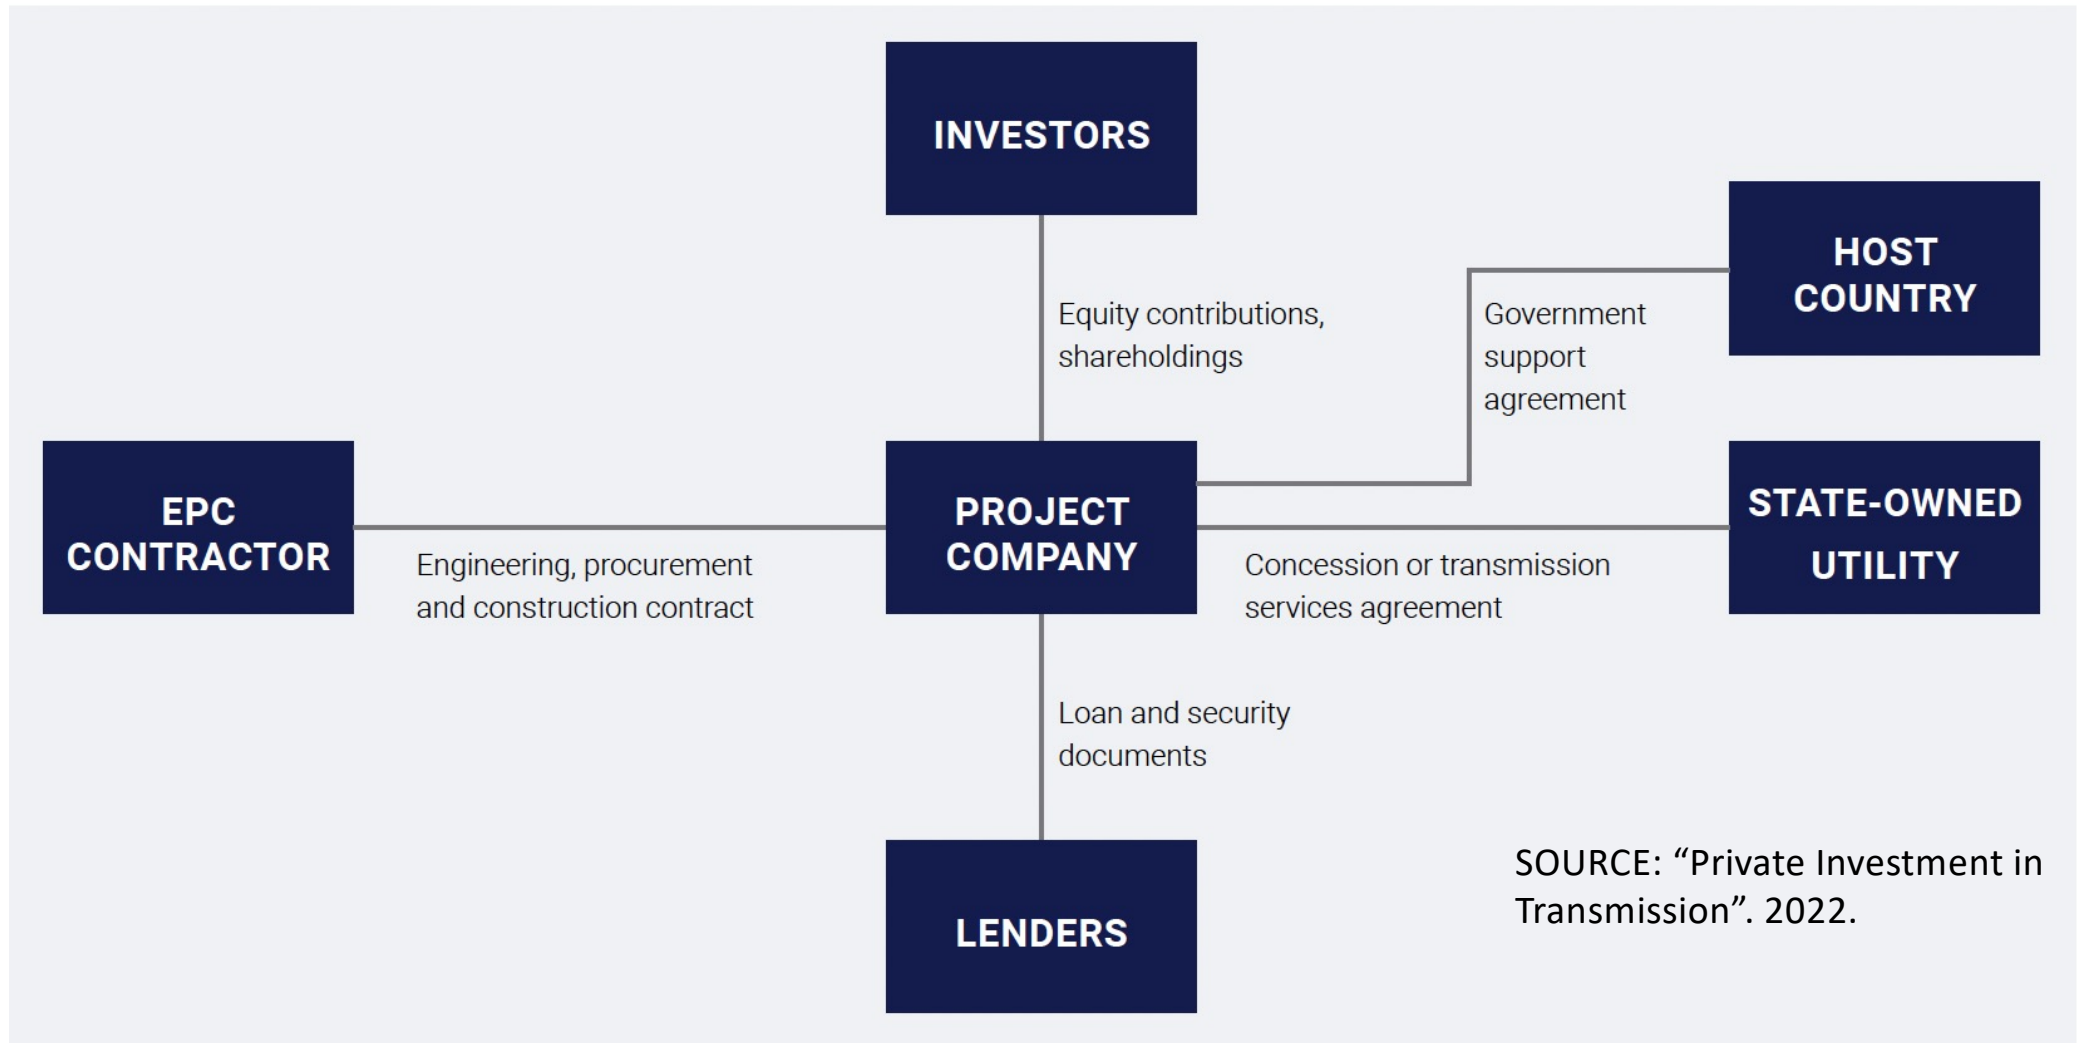 INVESTORS
HOST
COUNTRY
Equity contributions,
shareholdings
Government
support
agreement
EPC
CONTRACTOR
Engineering, procurement
and construction contract
PROJECT
COMPANY
Concession or transmission
services agreement
STATE-OWNED
UTILITY
Loan and security
documents
LENDERS
SOURCE: “Private Investment in
Transmission”. 2022.